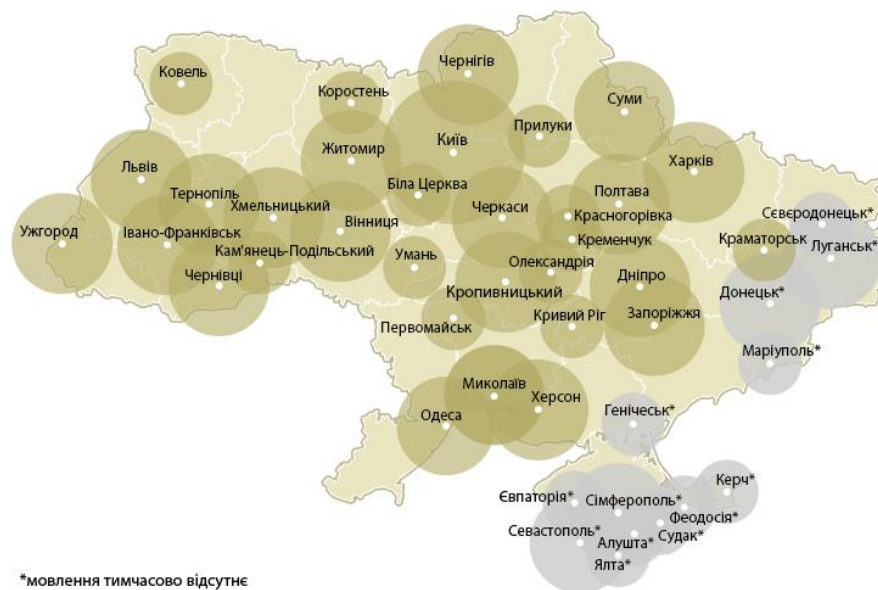 Чернігів
Ковель
Коростень
Суми
Прилуки
Київ
Житомир
Харків
Львів
Тернопіль
Біла Церква
Полтава
Хмельницький
Черкаси
Красногорівка
Сєвєродонецьк*
Вінниця
Ужгород
Івано-Франківськ
Кременчук
Краматорськ
Луганськ*
Кам'янець-Подільський
Умань
Олександрія
Чернівці
Дніпро
Кропивницький
Донецьк*
Первомайськ
Кривий Ріг
Запоріжжя
Маріуполь*
Миколаїв
Херсон
Генічеськ*
Одеса
Керч*
Євпаторія*
Сімферополь*
Феодосія*
Севастополь*
Судак*
Алушта*
Ялта*
*мовлення тимчасово відсутнє